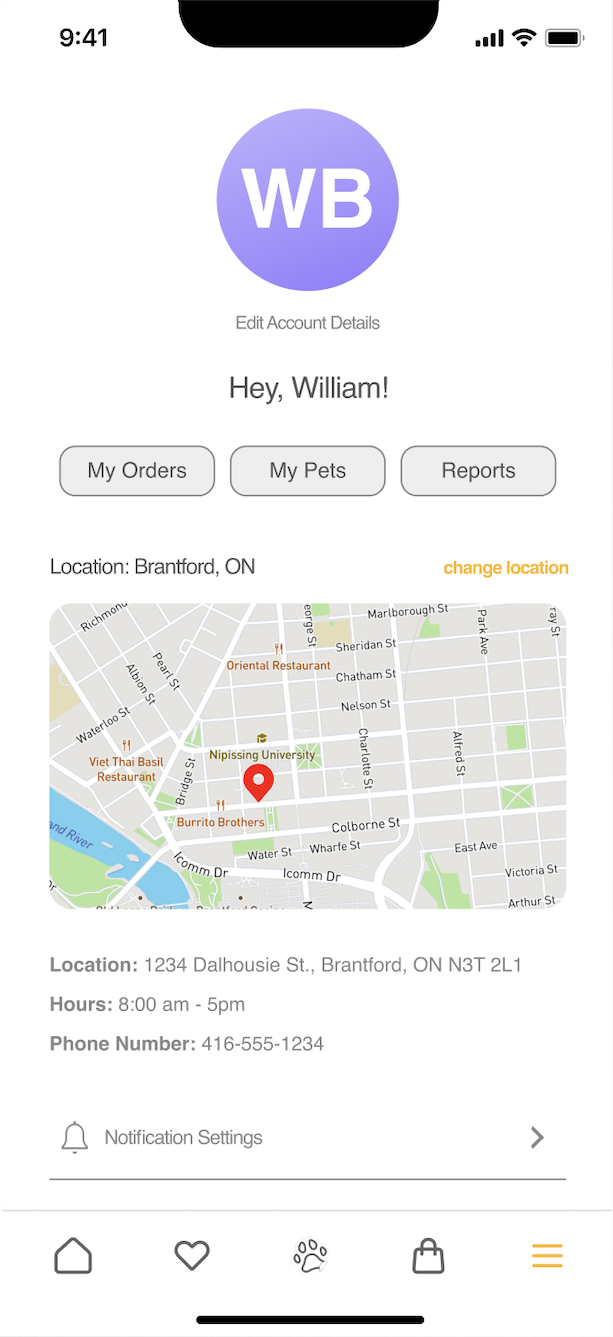 9:41
WB
Edit Account Details
Hey, William!
My Orders
My Pets
Reports
Location: Brantford, ON
change location
Richmond
eorge St
Marlborough St
Park Ave
ray St
Oriental Restaurant
Sheridan St
Pearl St
Albion St
Chatham St
Nelson St
Waterloo St
Nipissing University
Charlotte St
Alfred St
Viet Thai Basil
Restaurant
Bridge St
Burrito Brothers
Colborne St
and River
Water St
Wharfe St
East Ave
Icomm Dr
Icomm Dr
Victoria St
Arthur St
Location: 1234 Dalhousie St., Brantford, ON N3T 2L1
Hours: 8:00 am - 5pm
Phone Number: 416-555-1234
Notification Settings